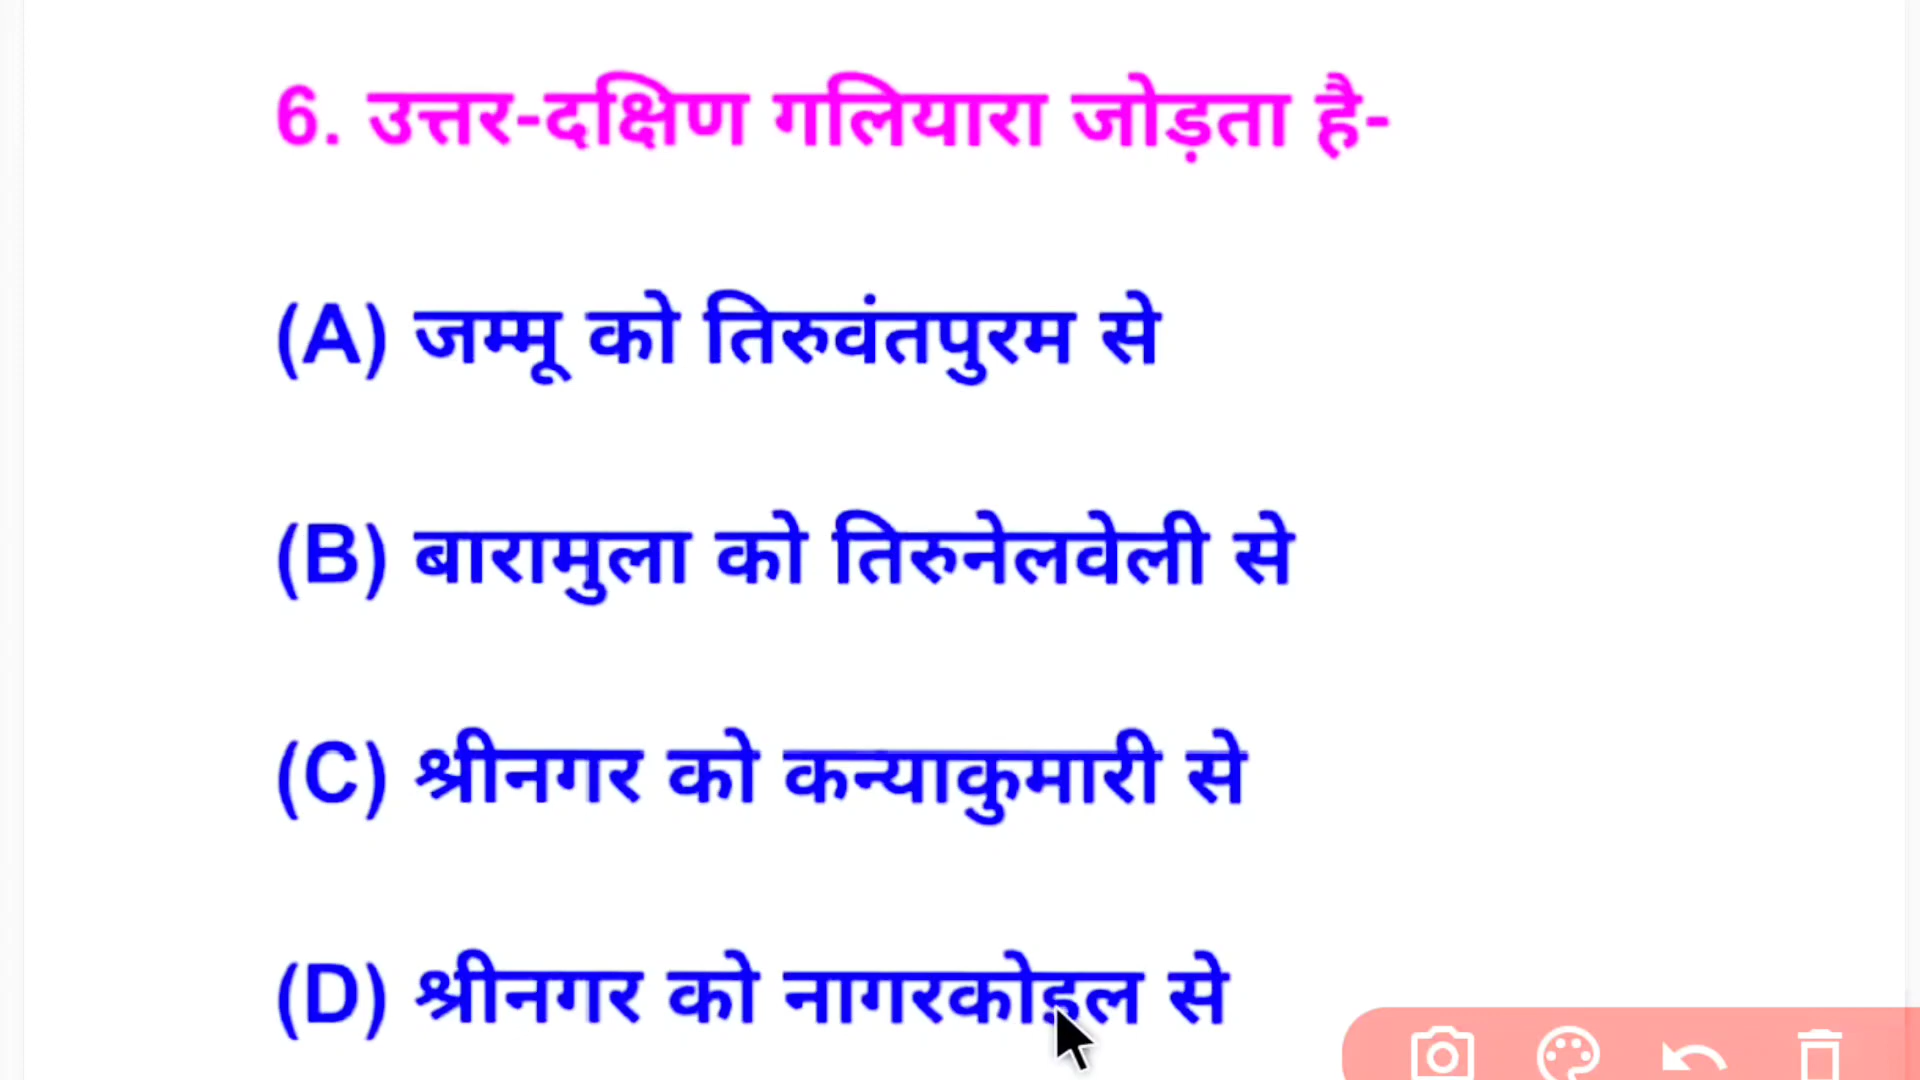 6. उत्तर-दक्षिण गलियारा जोड़ता है-
(A) जम्मू को तिरुवंतपुरम से
(B) बारामुला को तिरुनेलवेली से
(C) श्रीनगर को कन्याकुमारी से
(D) श्रीनगर को नागरकोइल से